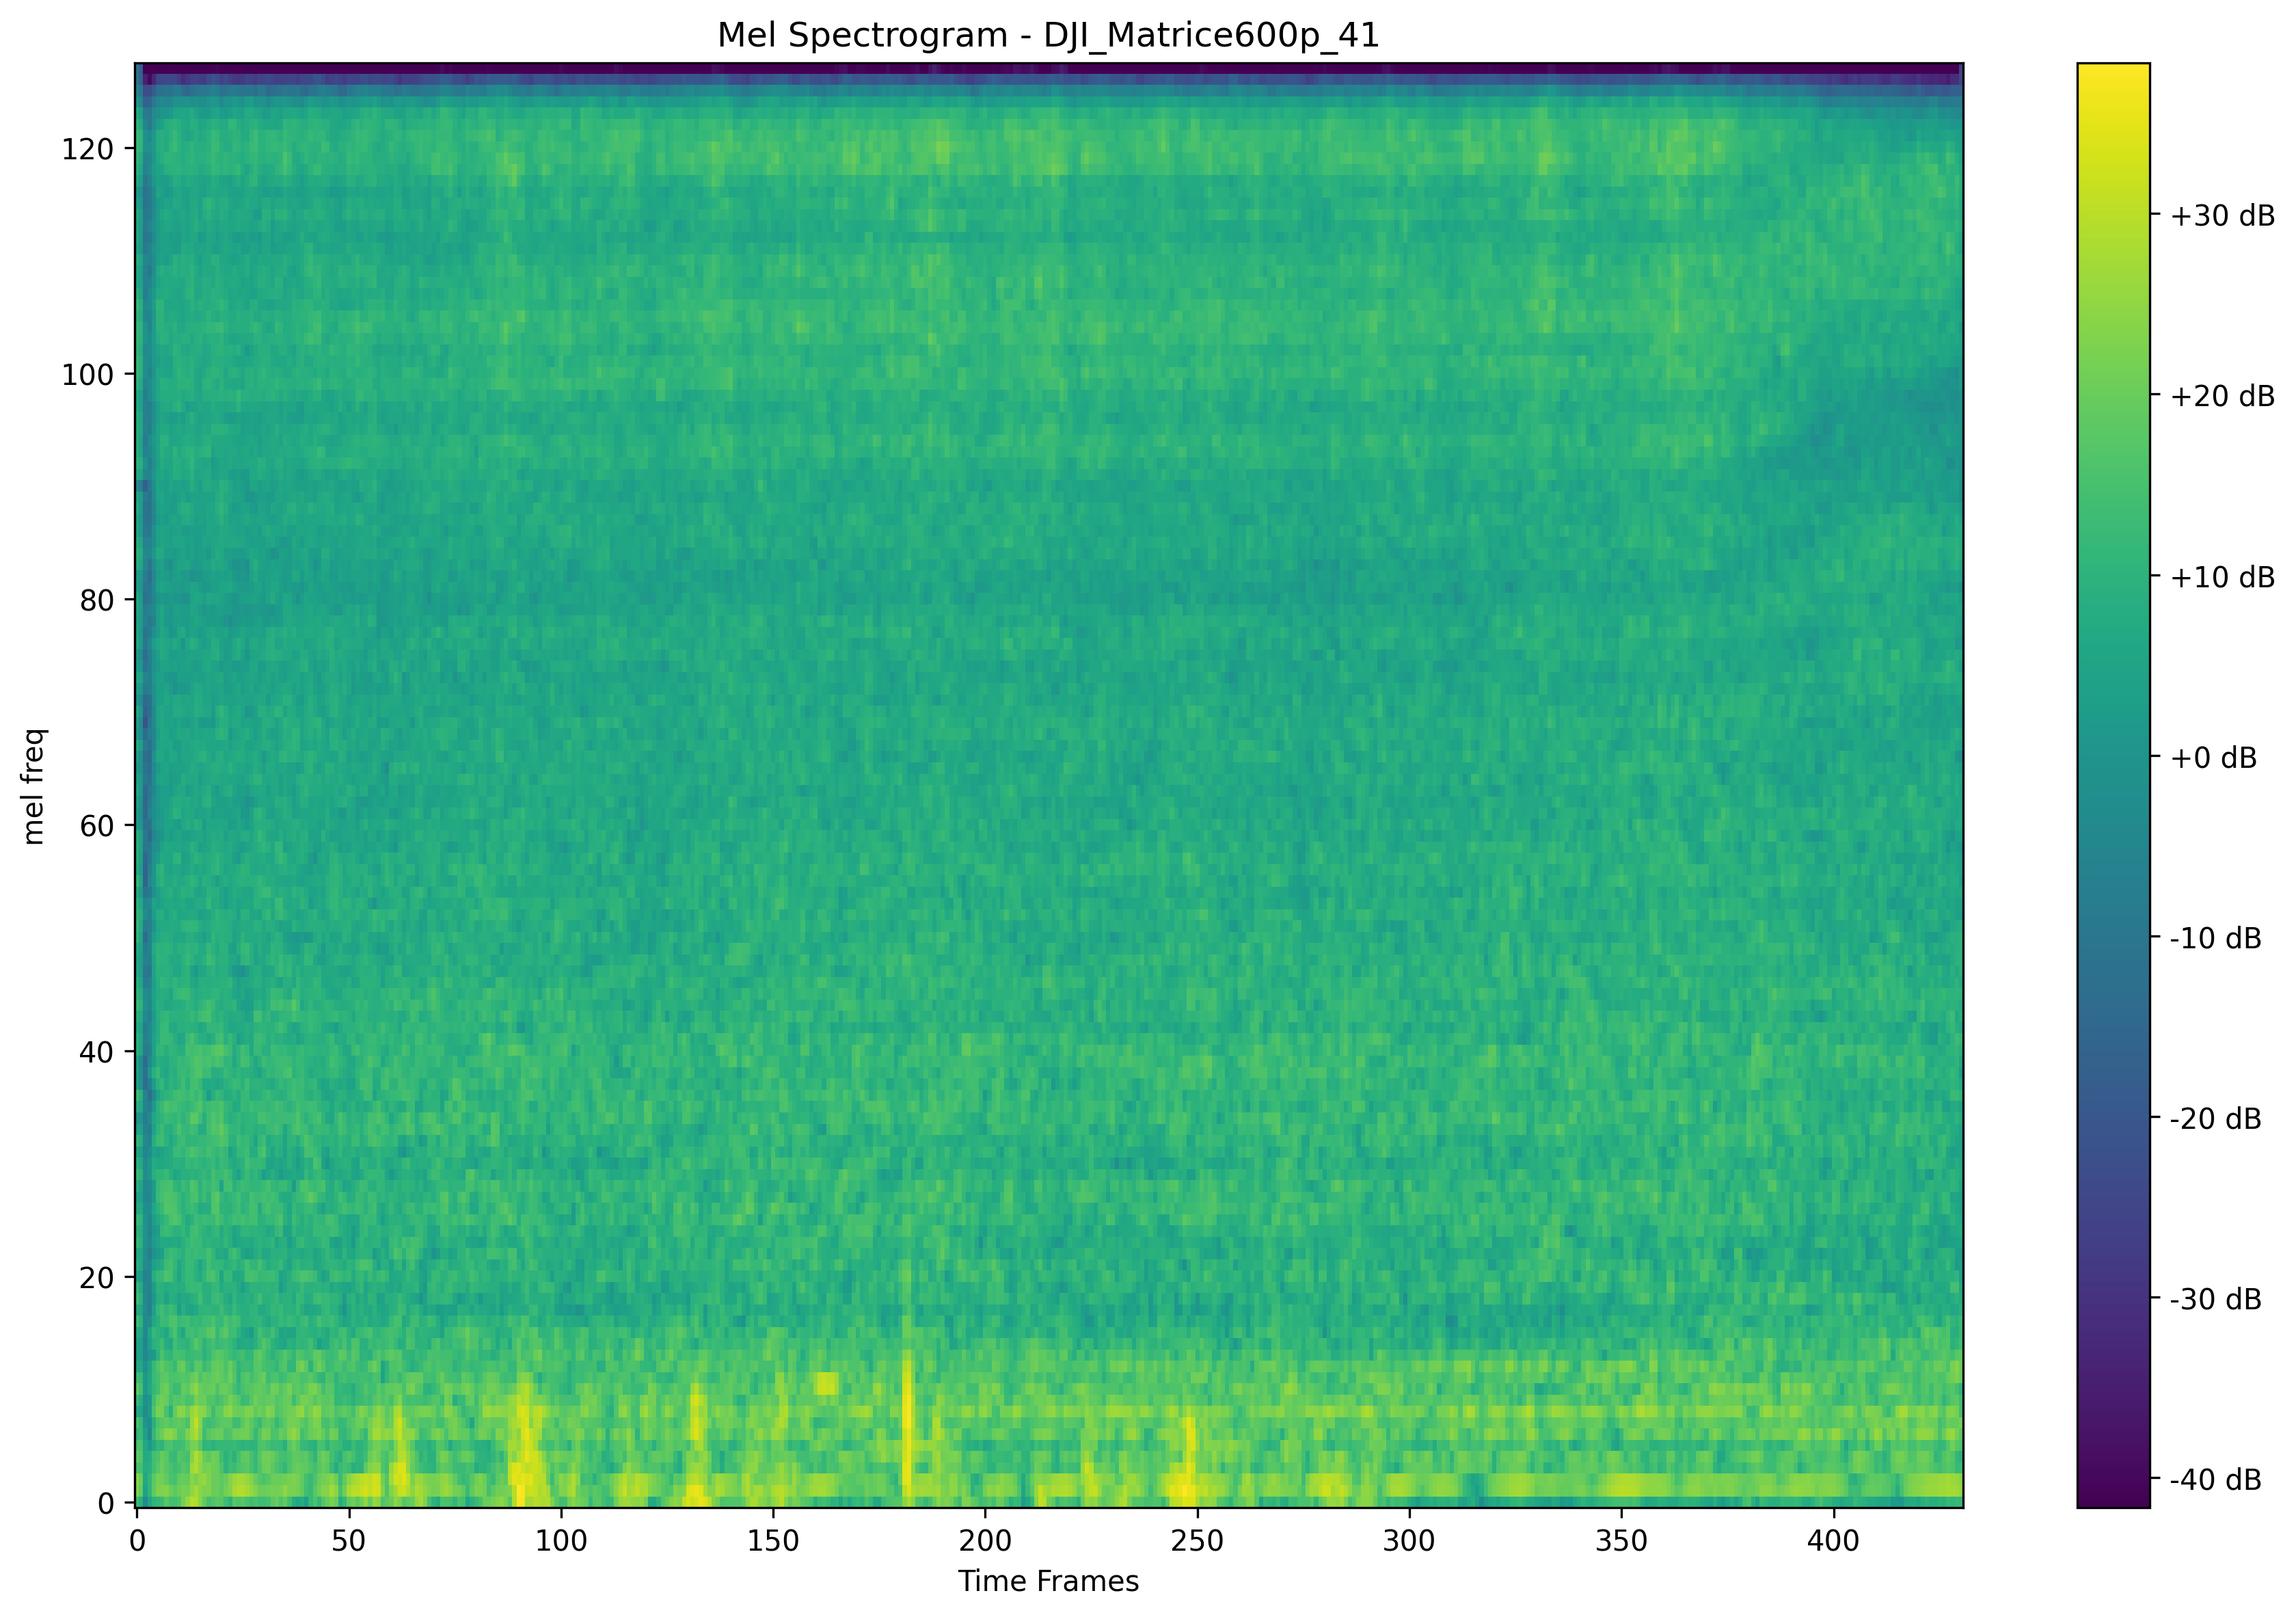 Mel Spectrogram - DJI_Matrice600p_41
mel freq
120
100
80
60
40
20
0
0 50 100 150 200 250 300 350 400
Time Frames
+30 dB
+20 dB
+10 dB
+0 dB
-10 dB
-20 dB
-30 dB
-40 dB